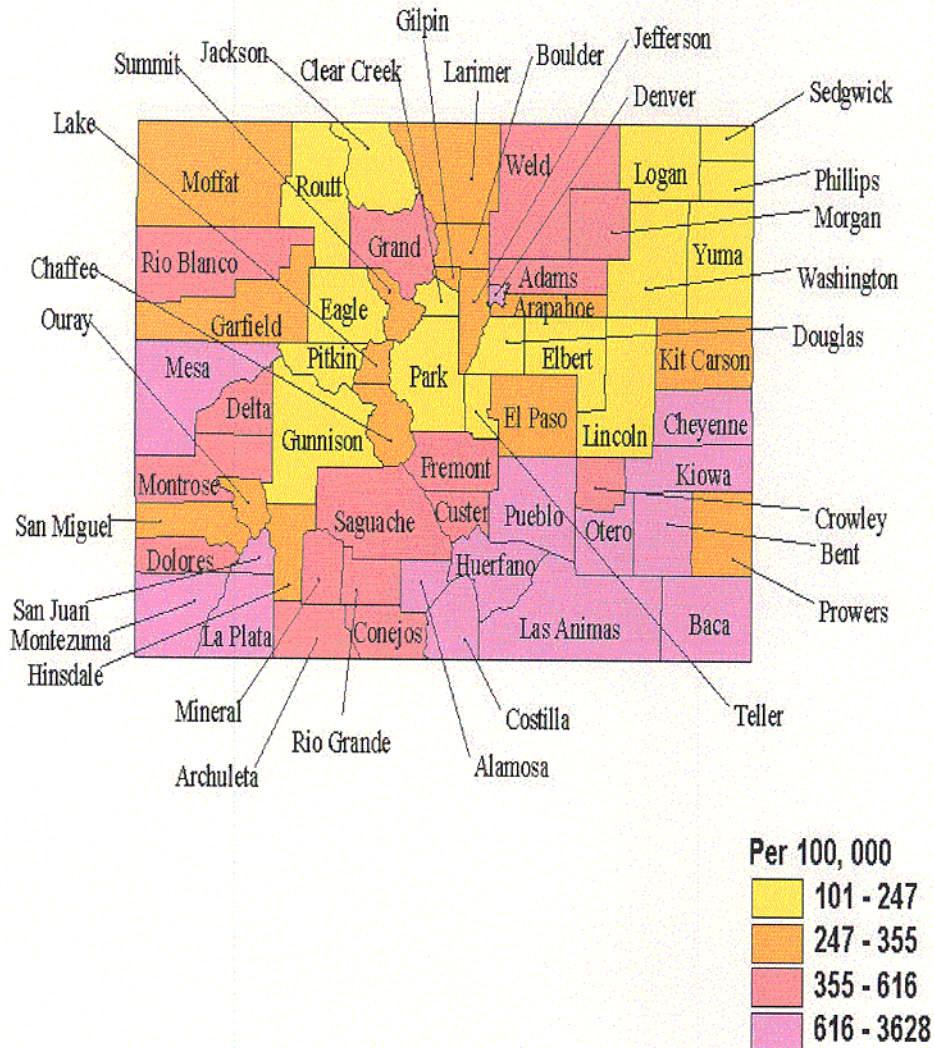 Gilpin
Jefferson
Boulder
Jackson
Summit
Clear Creek
Larimer
Denver
Sedgwick
Lake
Weld
Logan
Moffat
Routt
Phillips
Morgan
Grand
Yuma
Rio Blanco
Chaffee
Adams
Washington
Eagle
Arapahoe
Ouray
Garfield
Douglas
Pitkin
Elbert
Kit Carson
Mesa
Park
Delta
El Paso
Cheyenne
Gunnison
Lincoln
Fremont
Kiowa
Montrose
Custer
Pueblo
Crowley
San Miguel
Saguache
Otero
Bent
Dolores
Huerfano
San Juan
Prowers
Montezuma
La Plata
Conejos
Las Animas
Baca
Hinsdale
Mineral
Costilla
Teller
Rio Grande
Archuleta
Alamosa
Per 100, 000
101 - 247
247 - 355
355 - 616
616 - 3628